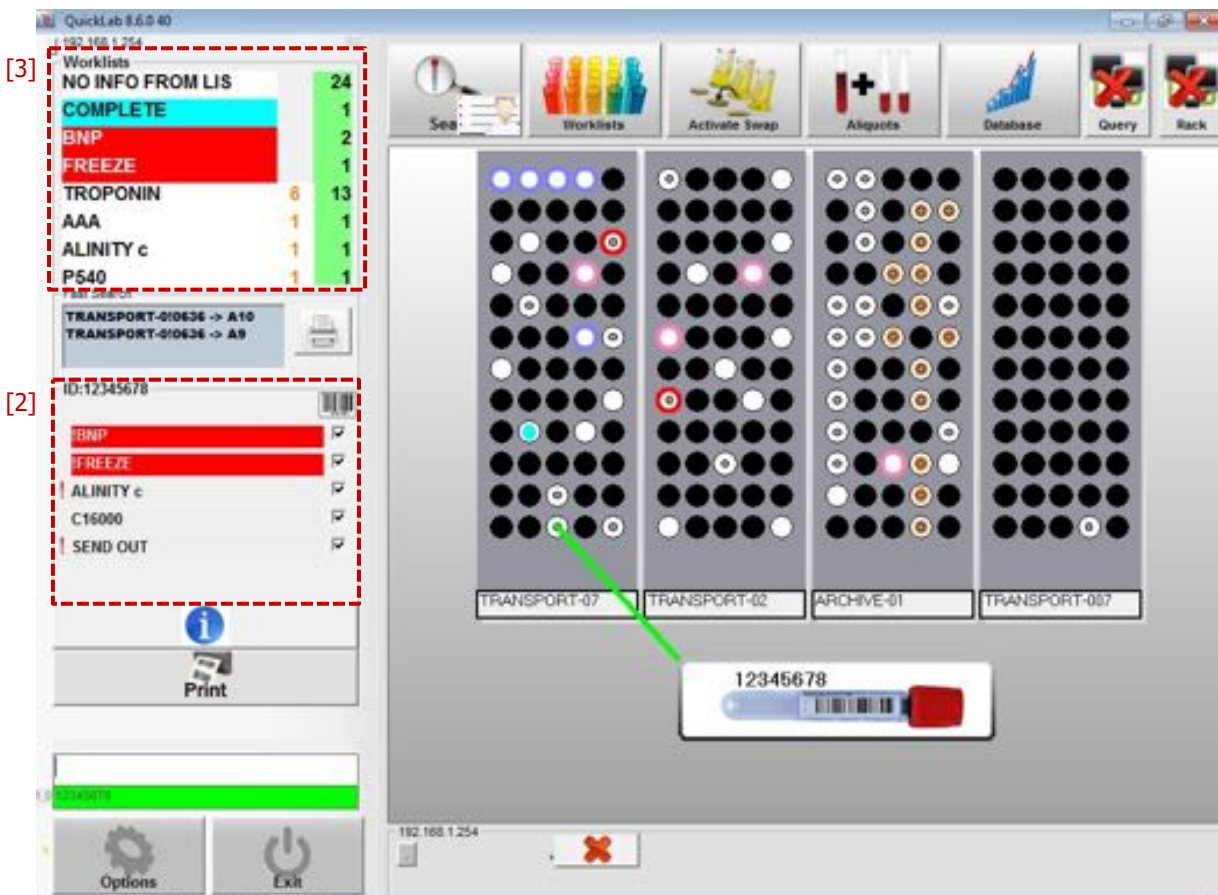 QuickLab 8.6.0 40
192.168.1.254
[3]
Worklists
NO INFO FROM LIS 24
COMPLETE 1
BNP 2
FREEZE 1
TROPONIN 6 13
AAA 1 1
ALINITY c 1 1
P540 1 1
Fast Search
TRANSPORT-0!0636 -> A10
TRANSPORT-0!0636 -> A9
[2]
ID:12345678
!BNP
!FREEZE
! ALINITY c
C16000
! SEND OUT
Print
12345678
Options
Exit
Sea
Worklists
Activate Swap
Aliquots
Database
Query
Rack
TRANSPORT-07
TRANSPORT-02
ARCHIVE-01
TRANSPORT-007
12345678
192.168.1.254